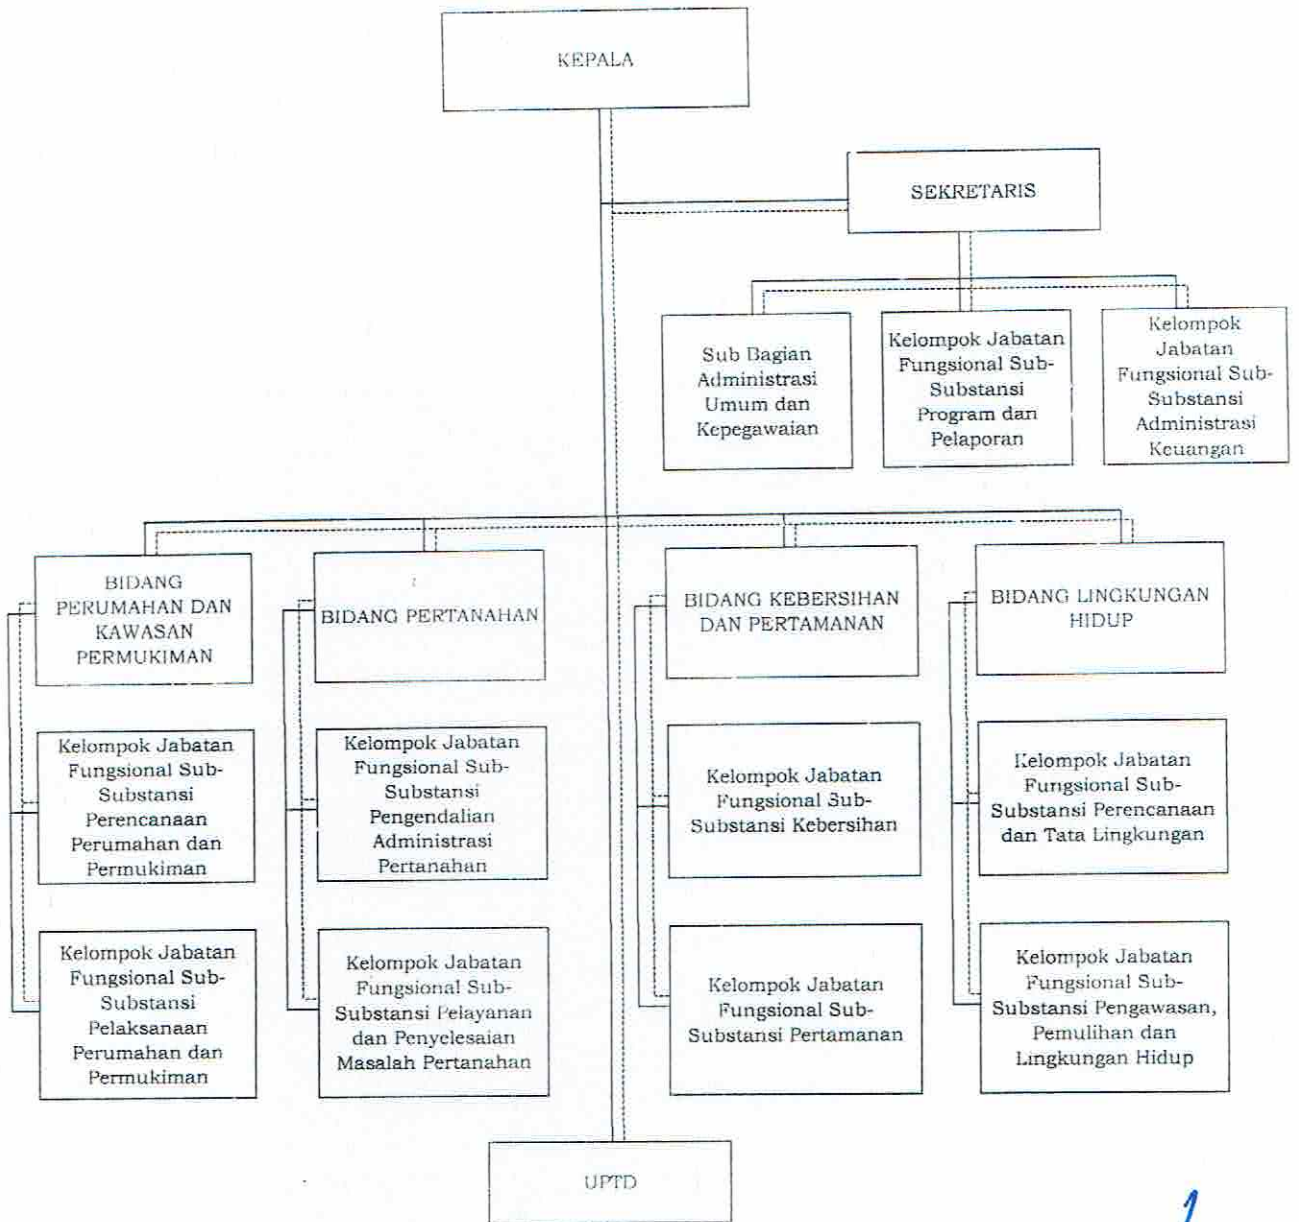 KEPALA
SEKRETARIS
Sub Bagian
Administrasi
Umum dan
Kepegawaian
Kelompok Jabatan
Fungsional Sub-
Substansi
Program dan
Pelaporan
Kelompok
Jabatan
Fungsional Sub-
Substansi
Administrasi
Keuangan
BIDANG
PERUMAHAN DAN
KAWASAN
PERMUKIMAN
BIDANG PERTANAHAN
BIDANG KEBERSIHAN
DAN PERTAMANAN
BIDANG LINGKUNGAN
HIDUP
Kelompok Jabatan
Fungsional Sub-
Substansi
Perencanaan
Perumahan dan
Permukiman
Kelompok Jabatan
Fungsional Sub-
Substansi
Pengendalian
Administrasi
Pertanahan
Kelompok Jabatan
Fungsional Sub-
Substansi Kebersihan
Kelompok Jabatan
Fungsional Sub-
Substansi Perencanaan
dan Tata Lingkungan
Kelompok Jabatan
Fungsional Sub-
Substansi
Pelaksanaan
Perumahan dan
Permukiman
Kelompok Jabatan
Fungsional Sub-
Substansi Pelayanan
dan Penyelesaian
Masalah Pertanahan
Kelompok Jabatan
Fungsional Sub-
Substansi Pertamanan
Kelompok Jabatan
Fungsional Sub-
Substansi Pengawasan,
Pemulihan dan
Lingkungan Hidup
UPTD